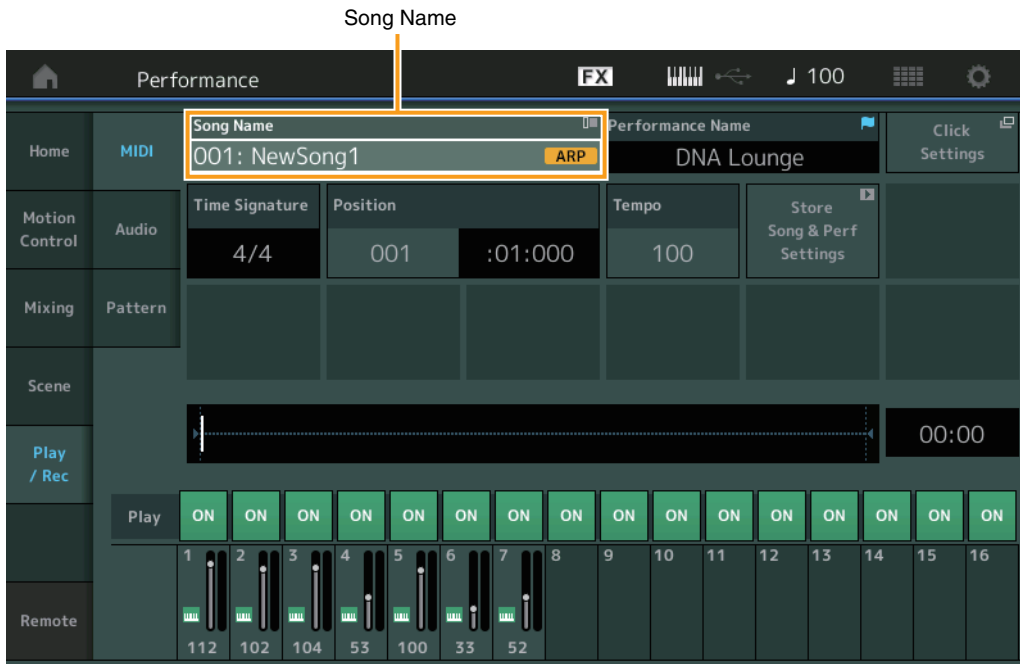 Song Name
Performance
FX
100
Song Name
001: NewSong1
ARP
Performance Name
DNA Lounge
Click
Settings
Home
MIDI
Time Signature
4/4
Position
001
:01:000
Tempo
100
Store
Song & Perf
Settings
Motion
Control
Audio
Mixing
Pattern
Scene
00:00
Play
/ Rec
Play
ON ON ON ON ON ON ON ON ON ON ON ON ON ON ON ON
1 2 3 4 5 6 7 8 9 10 11 12 13 14 15 16
112 102 104 53 100 33 52
Remote